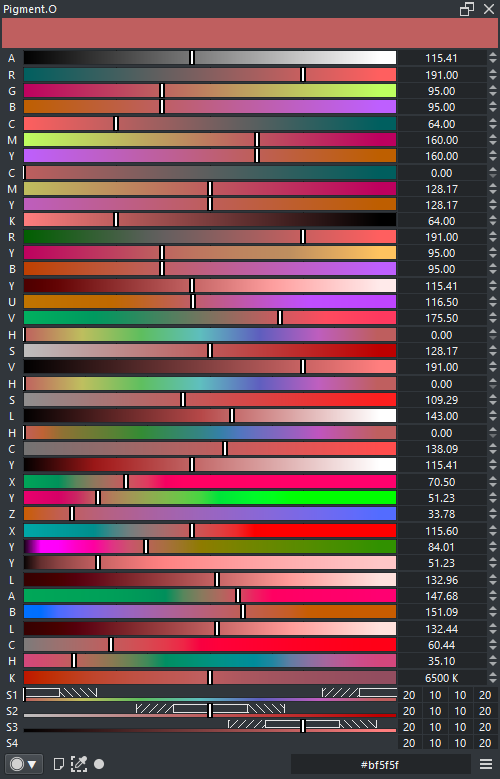 Pigment.O
A 115.41
R 191.00
G 95.00
B 95.00
C 64.00
M 160.00
Y 160.00
C 0.00
M 128.17
Y 128.17
K 64.00
R 191.00
Y 95.00
B 95.00
Y 115.41
U 116.50
V 175.50
H 0.00
S 128.17
V 191.00
H 0.00
S 109.29
L 143.00
H 0.00
C 138.09
Y 115.41
X 70.50
Y 51.23
Z 33.78
X 115.60
Y 84.01
Y 51.23
L 132.96
A 147.68
B 151.09
L 132.44
C 60.44
H 35.10
K 6500 K
S1 20 10 10 20
S2 20 10 10 20
S3 20 10 10 20
S4 20 10 10 20
#bf5f5f